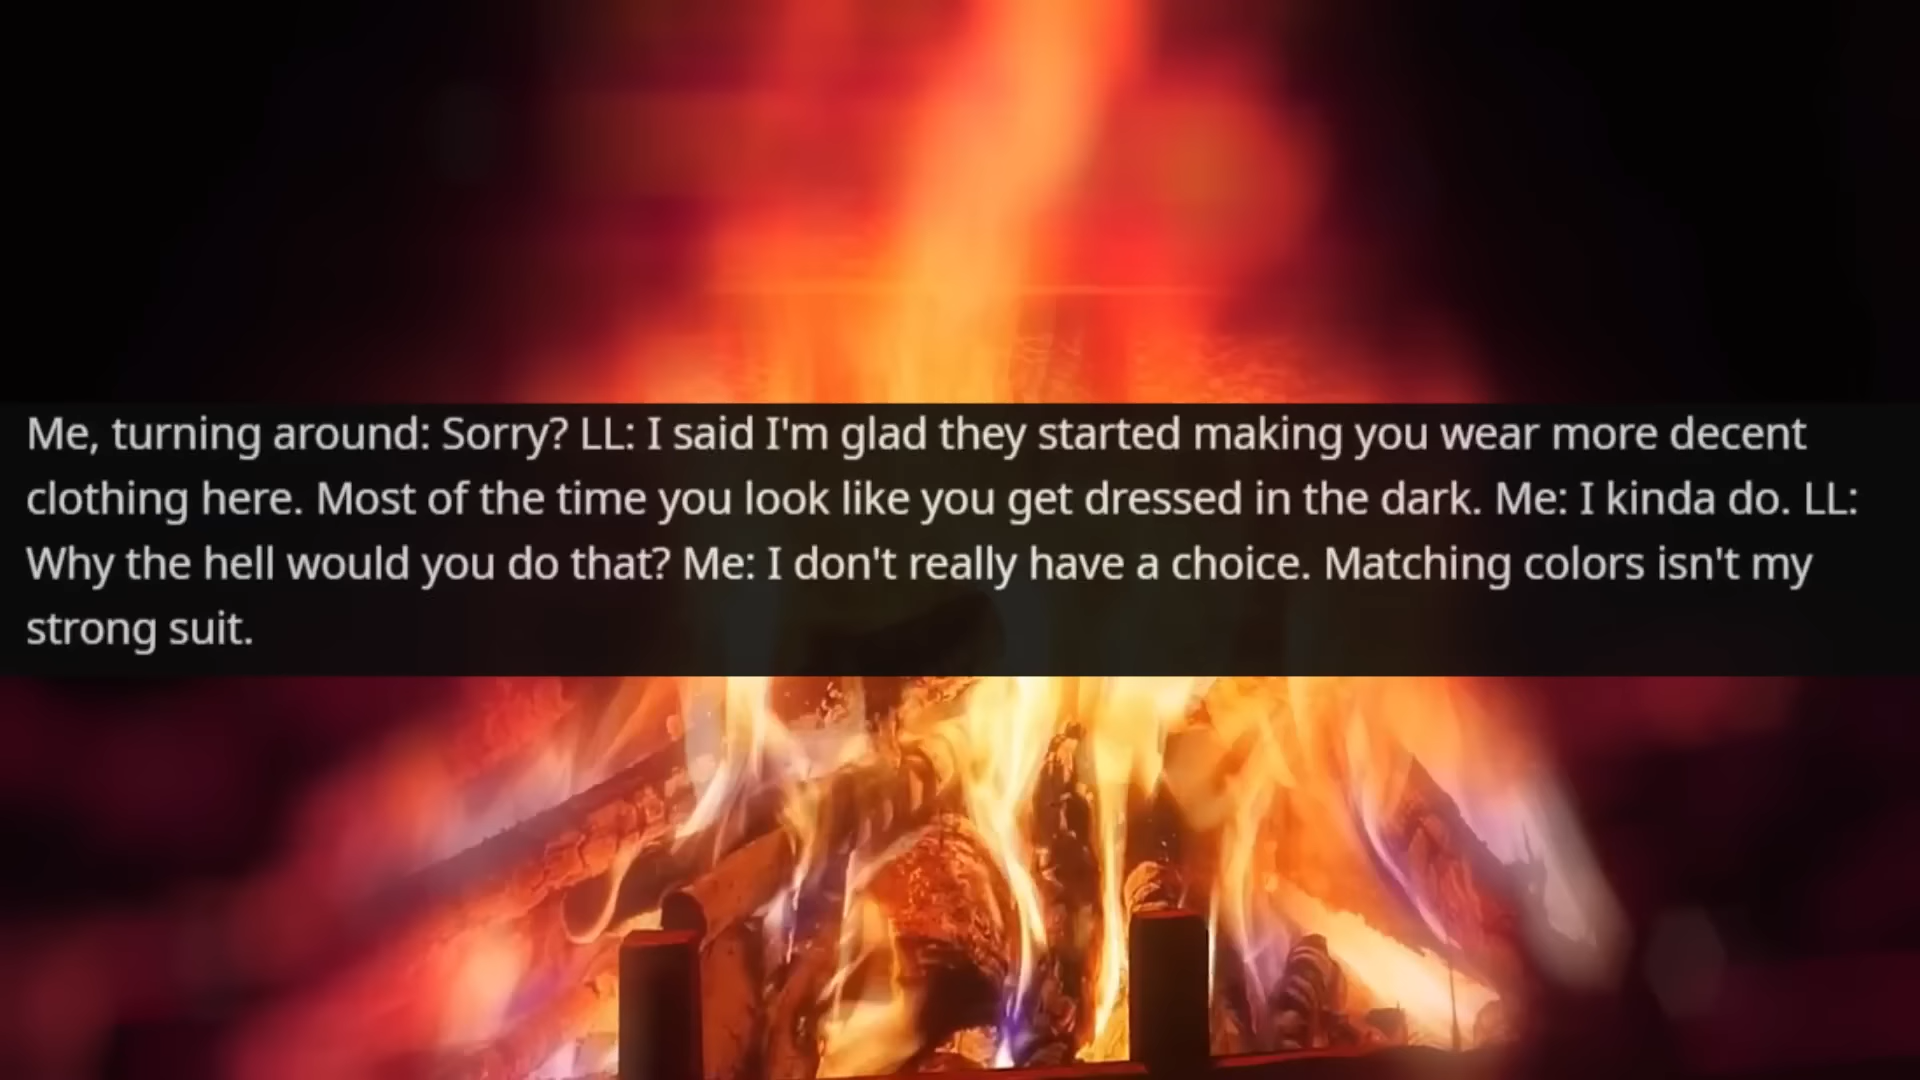 Me, turning around: Sorry? LL: I said I'm glad they started making you wear more decent
clothing here. Most of the time you look like you get dressed in the dark. Me: I kinda do. LL:
Why the hell would you do that? Me: I don't really have a choice. Matching colors isn't my
strong suit.